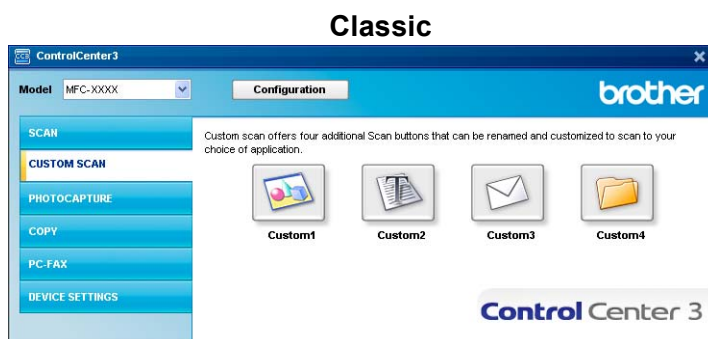 Classic
ControlCenter3
Model MFC-XXXX Configuration brother
SCAN
CUSTOM SCAN
PHOTOCAPTURE
COPY
PC-FAX
DEVICE SETTINGS
Custom scan offers four additional Scan buttons that can be renamed and customized to scan to your
choice of application.
Custom1 Custom2 Custom3 Custom4
Control Center 3